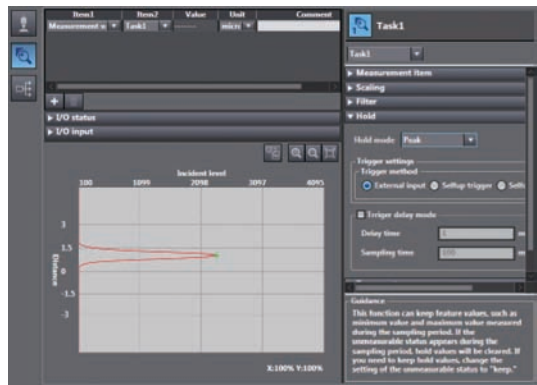 Item1 Item2 Value Unit Comment
Measurement Task1 micro
I/O status
I/O input
Incident level
300 1099 2098 3097 4095
3
1.5
0
-1.5
-3
Distance
X:100% Y:100%
Task1
Task1
Measurement item
Scaling
Filter
Hold
Hold mode Peak
Trigger settings
Trigger method
External input Selfup trigger Self
Triger delay mode
Delay time 1
Sampling time 100
Guidance
This function can keep feature values, such as
minimum value and maximum value measured
during the sampling period. If the
unmeasurable status appears during the
sampling period, hold values will be cleared. If
you need to keep hold values, change the
setting of the unmeasurable status to "keep."